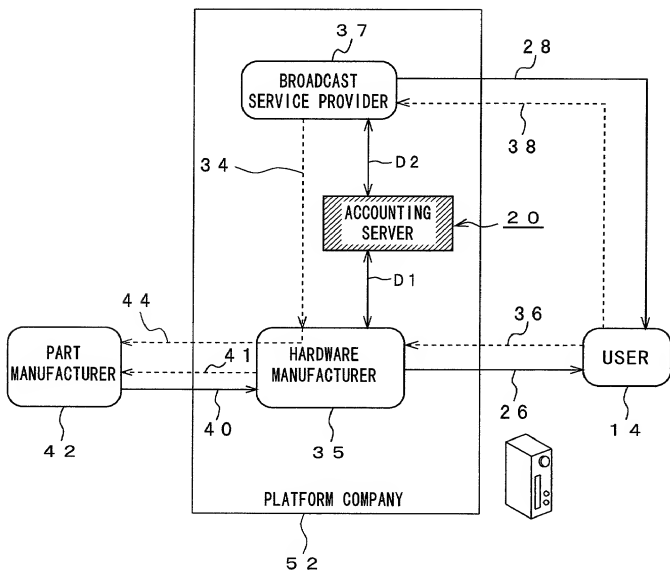 37
28
BROADCAST
SERVICE PROVIDER
38
34
D2
ACCOUNTING
SERVER
20
D1
44
36
PART
MANUFACTURER
41
HARDWARE
MANUFACTURER
USER
40
26
42
35
14
PLATFORM COMPANY
52